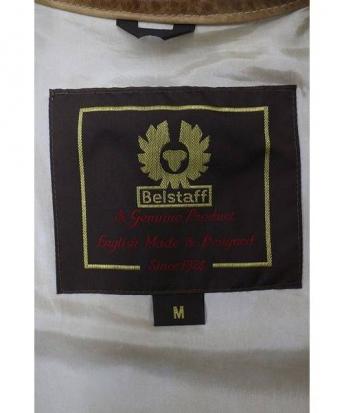 Belstaff
A Genuine Product
English Made & Designed
Since 1924
M